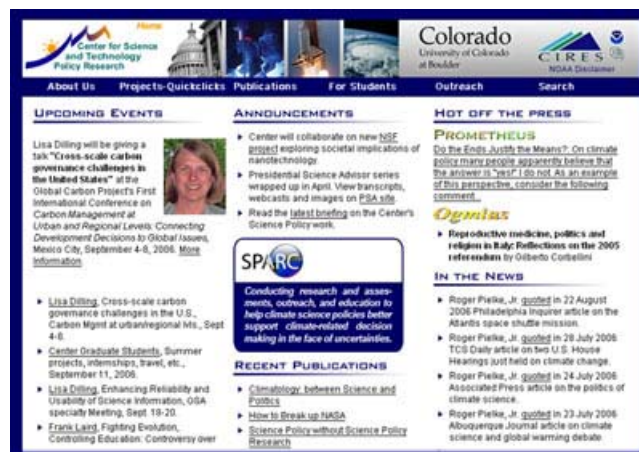 Home
Center for Science
and Technology
Policy Research
Colorado
University of Colorado
at Boulder
CIRES
NOAA Disclaimer
About Us Projects-Quickclicks Publications For Students Outreach Search
UPCOMING EVENTS
Lisa Dilling will be giving a
talk "Cross-scale carbon
governance challenges in
the United States" at the
Global Carbon Project's First
International Conference on
Carbon Management at
Urban and Regional Levels: Connecting
Development Decisions to Global Issues,
Mexico City, September 4-8, 2006. More
Information.
Lisa Dilling, Cross-scale carbon
governance challenges in the U.S.,
Carbon Mgmt at urban/regional lvls., Sept
4-8.
Center Graduate Students, Summer
projects, internships, travel, etc.,
September 11, 2006.
Lisa Dilling, Enhancing Reliability and
Usability of Science Information, GSA
specialty Meeting, Sept. 18-20.
Frank Laird, Fighting Evolution,
Controlling Education: Controversy over
ANNOUNCEMENTS
Center will collaborate on new NSF
project exploring societal implications of
nanotechnology.
Presidential Science Advisor series
wrapped up in April. View transcripts,
webcasts and images on PSA site.
Read the latest briefing on the Center's
Science Policy work.
SPARC
Conducting research and asses-
ments, outreach, and education to
help climate science policies better
support climate-related decision
making in the face of uncertainties.
RECENT PUBLICATIONS
Climatology: between Science and
Politics
How to Break up NASA
Science Policy without Science Policy
Research
HOT OFF THE PRESS
PROMETHEUS
Do the Ends Justify the Means?: On climate
policy many people apparently believe that
the answer is "yes!" I do not. As an example
of this perspective, consider the following
comment...
Ogmius
Reproductive medicine, politics and
religion in Italy: Reflections on the 2005
referendum by Gilberto Corbellini
IN THE NEWS
Roger Pielke, Jr. quoted in 22 August
2006 Philadelphia Inquirer article on the
Atlantis space shuttle mission.
Roger Pielke, Jr. quoted in 28 July 2006
TCS Daily article on two U.S. House
Hearings just held on climate change.
Roger Pielke, Jr. quoted in 24 July 2006
Associated Press article on the politics of
climate science.
Roger Pielke, Jr. quoted in 23 July 2006
Albuquerque Journal article on climate
science and global warming debate